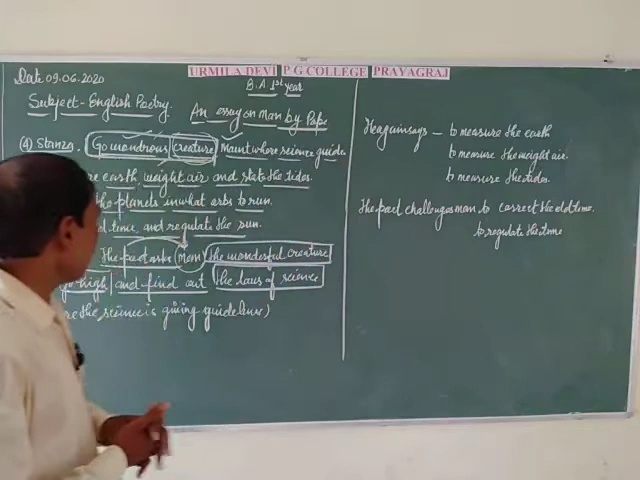 Date 09.06.2020
URMILA DEVI P G COLLEGE PRAYAGRAJ
B.A 1st year
Subject-English Poetry.
An essay on man by Pope
(4) Stanza. Go wondrous creature Mount where science guide.
re earth weight air and state the tides.
the planets in what orbs to run.
d time, and regulate the sun.
The poet asks Man the wonderful creature
go high and find out the laws of science
re the science is giving guideline)
He again says - to measure the earth
to measure the weight air.
to measure the tides.
The poet challenges man to correct the old time.
to regulate the time